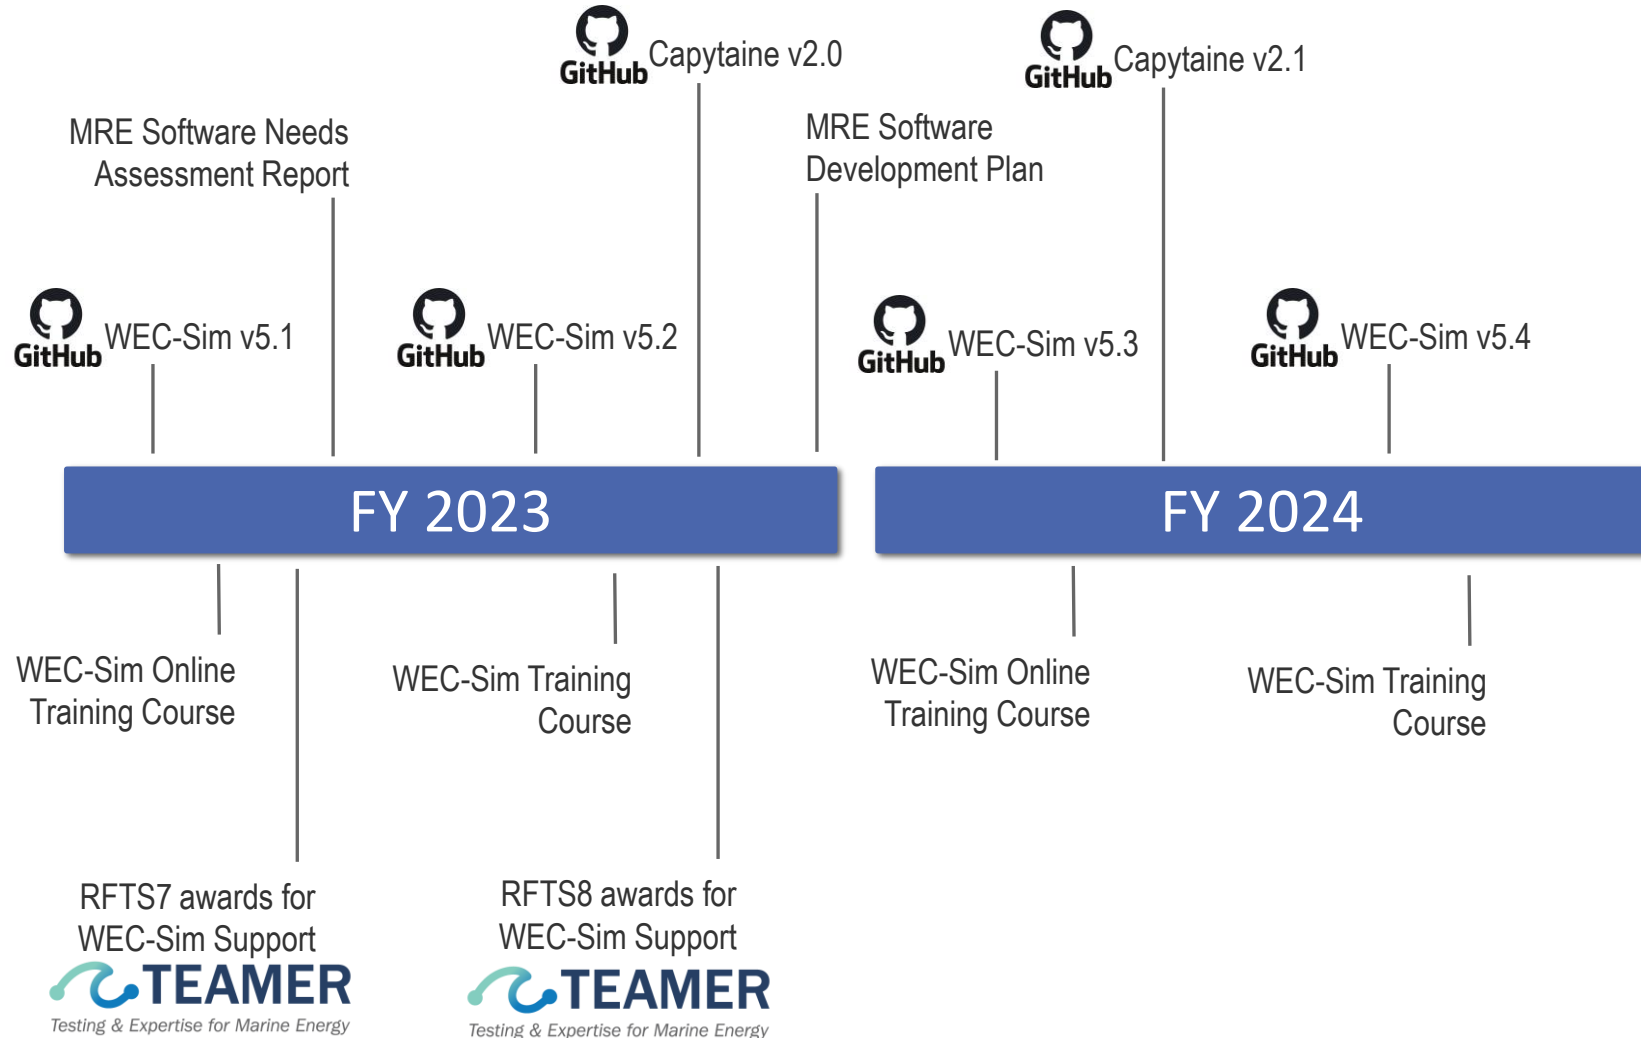 GitHub
Capytaine v2.0
GitHub
Capytaine v2.1
MRE Software Needs
Assessment Report
MRE Software
Development Plan
GitHub
WEC-Sim v5.1
GitHub
WEC-Sim v5.2
GitHub
WEC-Sim v5.3
GitHub
WEC-Sim v5.4
FY 2023
FY 2024
WEC-Sim Online
Training Course
WEC-Sim Training
Course
WEC-Sim Online
Training Course
WEC-Sim Training
Course
RFTS7 awards for
WEC-Sim Support
TEAMER
Testing & Expertise for Marine Energy
RFTS8 awards for
WEC-Sim Support
TEAMER
Testing & Expertise for Marine Energy